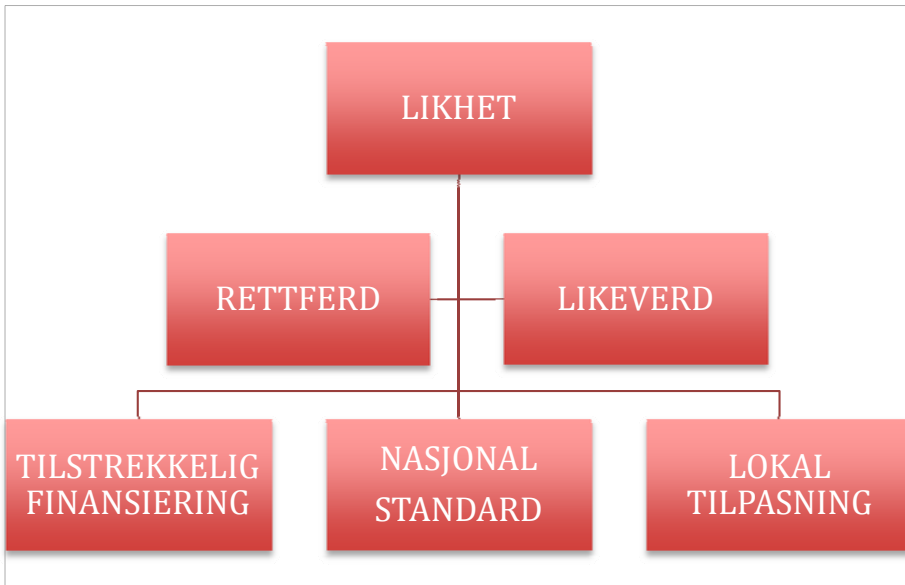 LIKHET
RETTFERD
LIKEVERD
TILSTREKKELIG
FINANSIERING
NASJONAL
STANDARD
LOKAL
TILPASNING